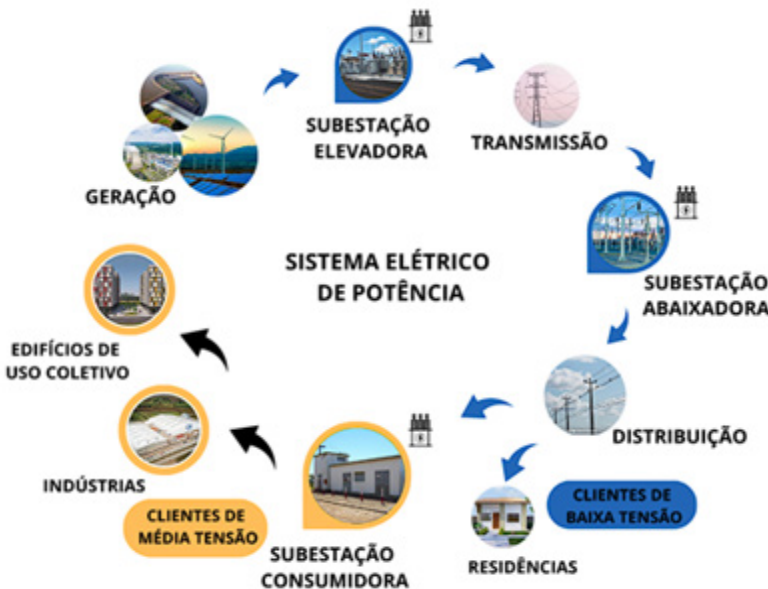 SUBESTAÇÃO
ELEVADORA
TRANSMISSÃO
GERAÇÃO
SISTEMA ELÉTRICO
DE POTÊNCIA
SUBESTAÇÃO
ABAIXADORA
EDIFÍCIOS DE
USO COLETIVO
DISTRIBUIÇÃO
INDÚSTRIAS
CLIENTES DE
MÉDIA TENSÃO
CLIENTES DE
BAIXA TENSÃO
SUBESTAÇÃO
CONSUMIDORA
RESIDÊNCIAS